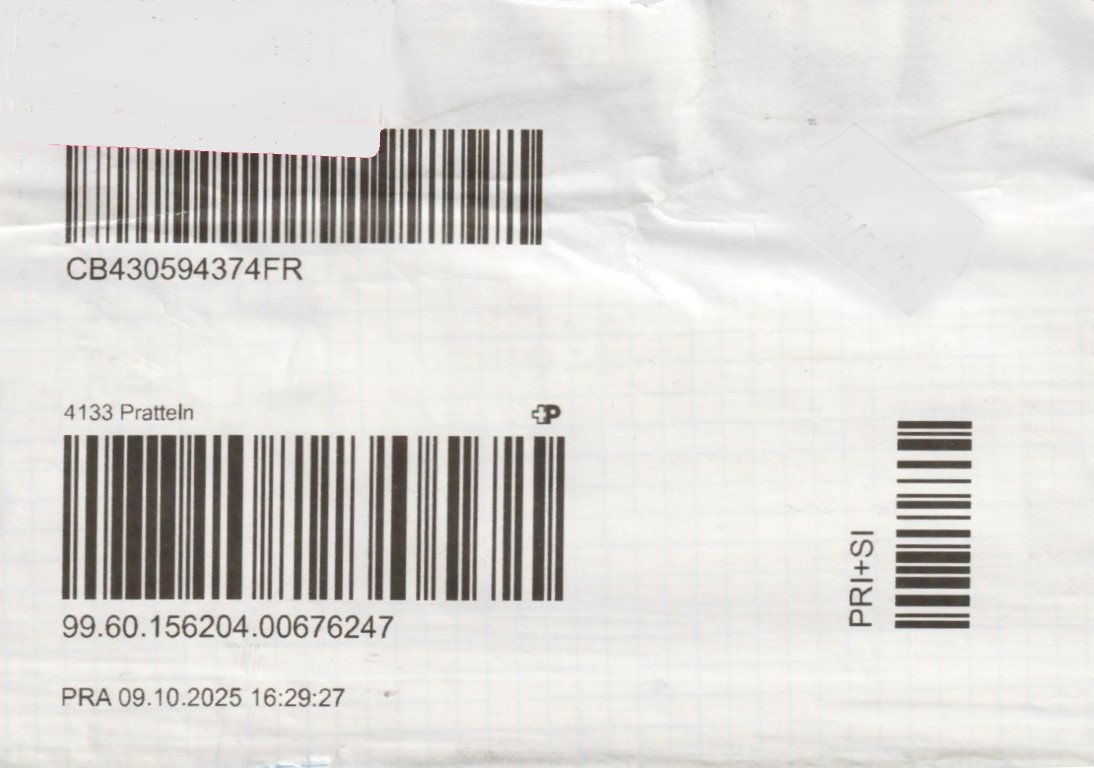 CB430594374FR
4133 Pratteln
P
PRI+SI
99.60.156204.00676247
PRA 09.10.2025 16:29:27